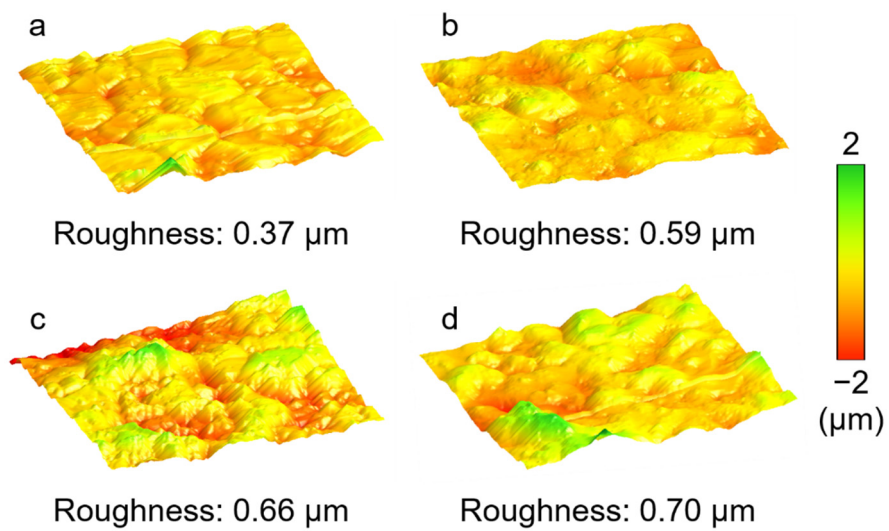 a
b
Roughness: 0.37 μm
Roughness: 0.59 μm
2
−2
(μm)
c
d
Roughness: 0.66 μm
Roughness: 0.70 μm